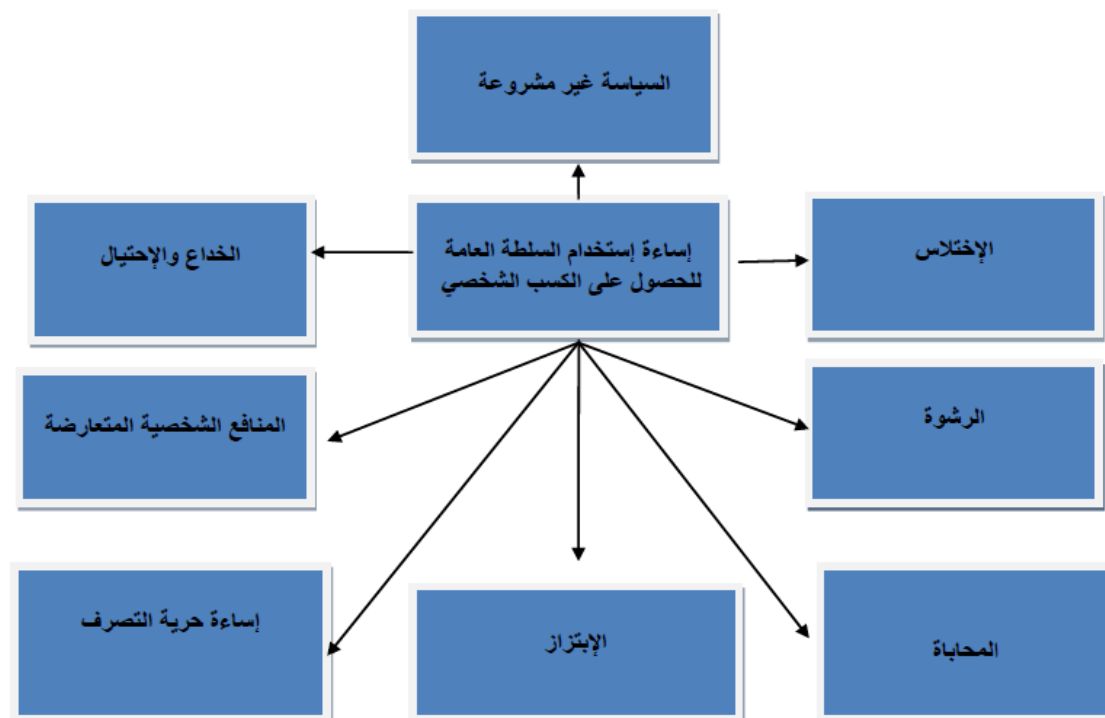 السياسة غير مشروعة
الإختلاس
إساءة إستخدام السلطة العامة
للحصول على الكسب الشخصي
الخداع والإحتيال
الرشوة
المنافع الشخصية المتعارضة
المحاباة
الإبتزاز
إساءة حرية التصرف